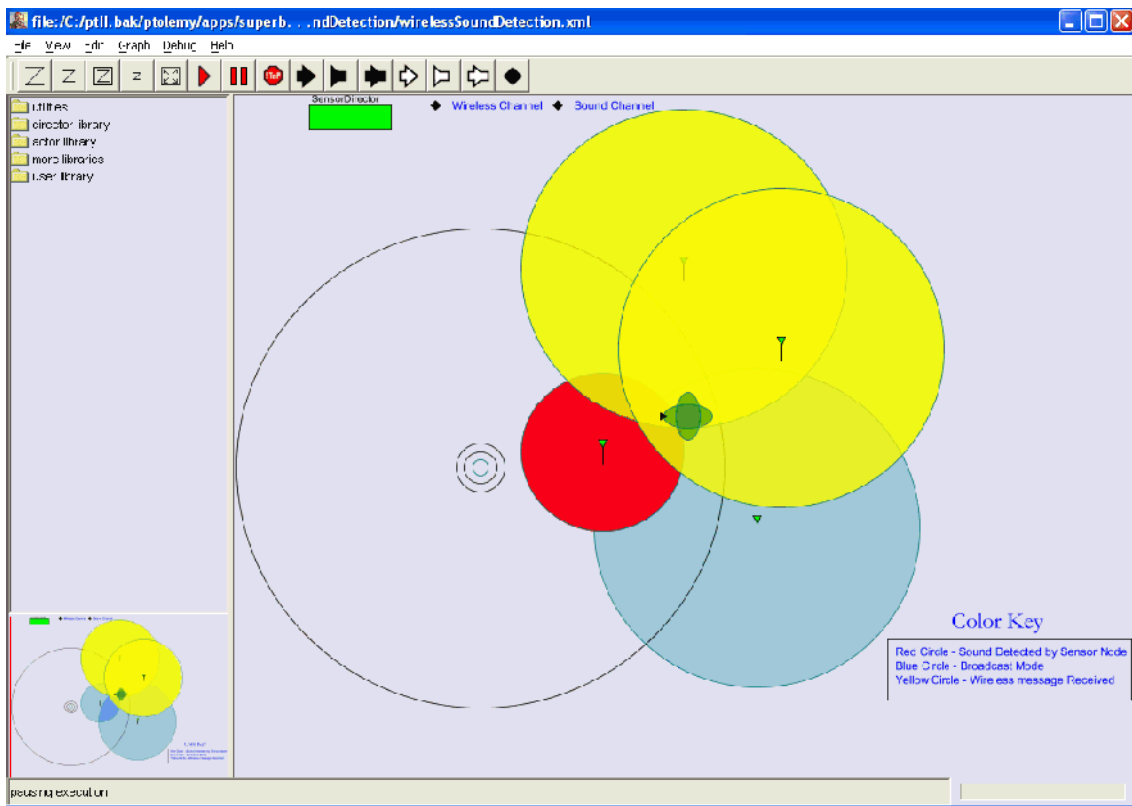 file:/C:/ptII.bak/ptolemy/apps/superb. . .ndDetection/wirelessSoundDetection.xml
File View Edit Graph Debug Help
utilities
director library
actor library
more libraries
user library
SensorDirector
Wireless Channel Sound Channel
Color Key
Red Circle - Sound Detected by Sensor Node
Blue Circle - Broadcast Mode
Yellow Circle - Wireless message Received
pausing execution